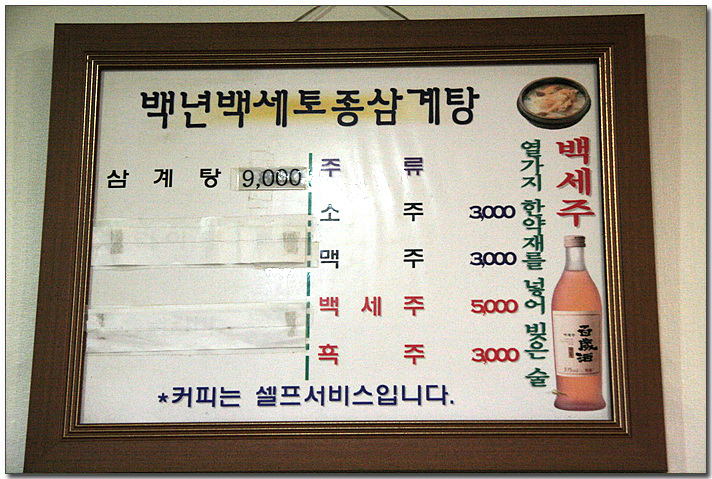 백년백세토종삼계탕
삼 계 탕 9,000
주 류
소 주 3,000
맥 주 3,000
백 세 주 5,000
흑 주 3,000
*커피는 셀프서비스입니다.
백세주
열가지 한약재를 넣어 빚은 술
百歲酒